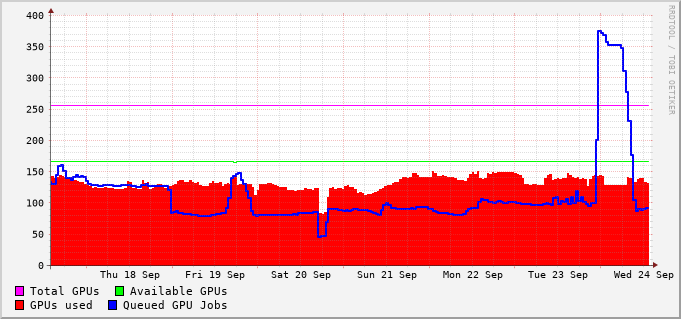 400
350
300
250
200
150
100
50
0
Thu 18 Sep Fri 19 Sep Sat 20 Sep Sun 21 Sep Mon 22 Sep Tue 23 Sep Wed 24 Sep
Total GPUs Available GPUs
GPUs used Queued GPU Jobs
RRDTOOL / TOBI OETIKER